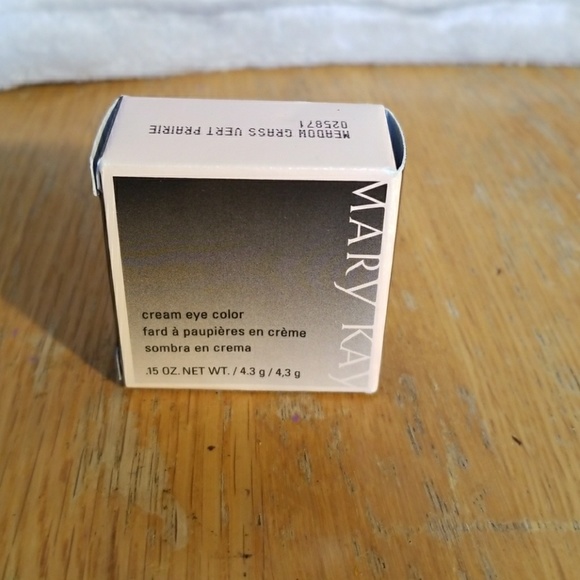 MEADOW GRASS VERT PRAIRIE
025871
MARY KAY
cream eye color
fard à paupières en crème
sombra en crema
.15 OZ. NET WT. / 4.3 g / 4,3 g